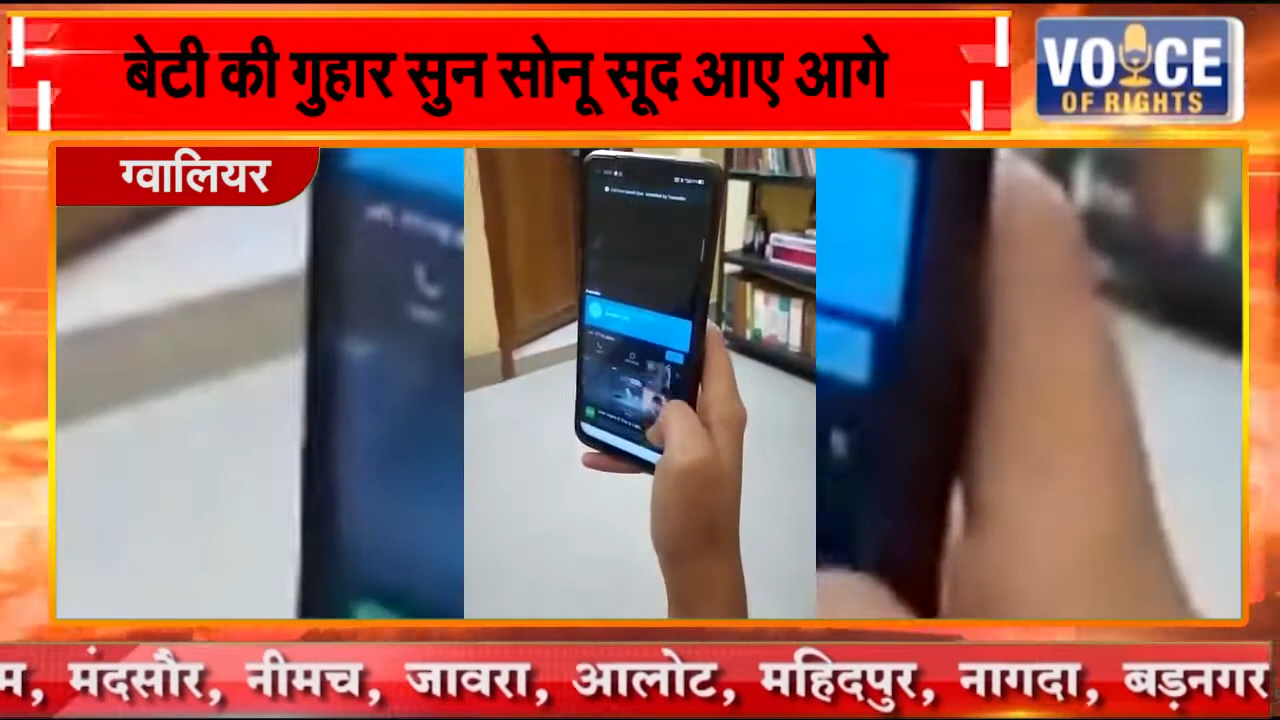 बेटी की गुहार सुन सोनू सूद आए आगे
VOICE
OF RIGHTS
ग्वालियर
म, मंदसौर, नीमच, जावरा, आलोट, महिदपुर, नागदा, बड़नगर